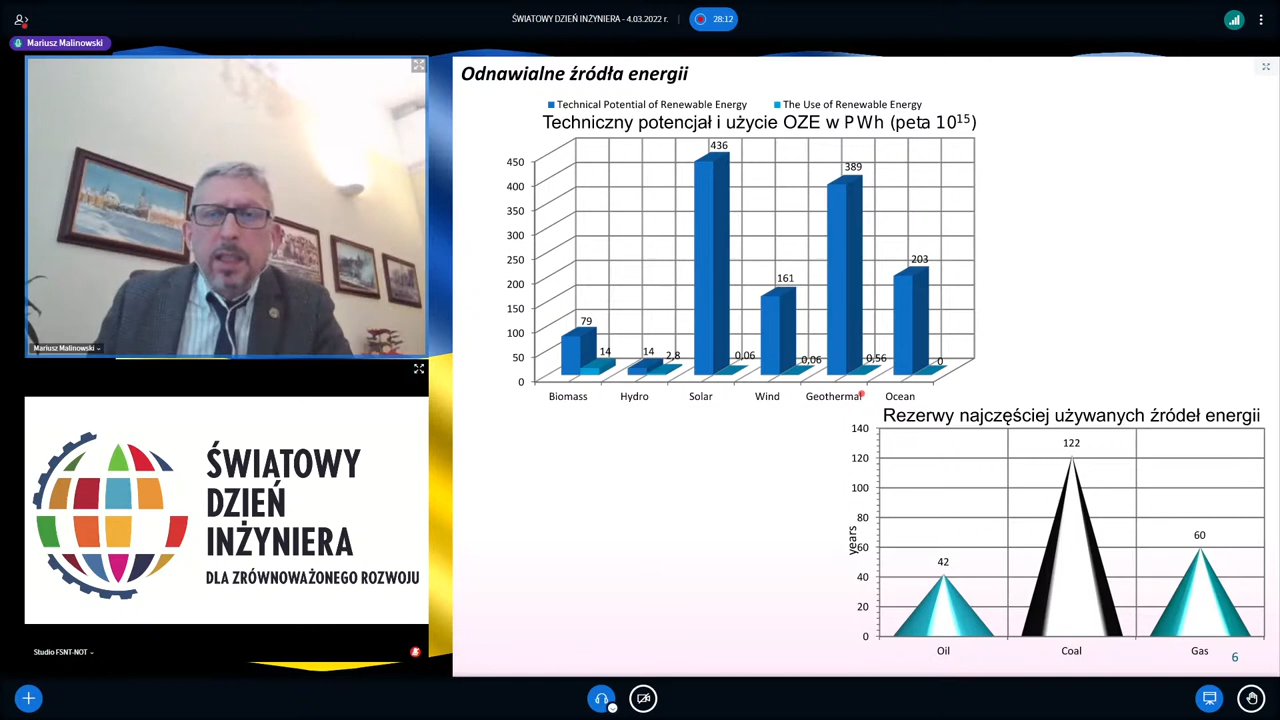 ŚWIATOWY DZIEŃ INŻYNIERA - 4.03.2022 r.
28:12
Mariusz Malinowski
Mariusz Malinowski
ŚWIATOWY
DZIEŃ
INŻYNIERA
DLA ZRÓWNOWAŻONEGO ROZWOJU
Studio FSNT-NOT
Odnawialne źródła energii
Technical Potential of Renewable Energy
The Use of Renewable Energy
Techniczny potencjał i użycie OZE w PWh (peta 10¹⁵)
450
400
350
300
250
200
150
100
50
0
79
14
14
2,8
436
0,06
161
0,06
389
0,56
203
0
Biomass
Hydro
Solar
Wind
Geothermal
Ocean
Rezerwy najczęściej używanych źródeł energii
years
140
120
100
80
60
40
20
0
42
122
60
Oil
Coal
Gas
6